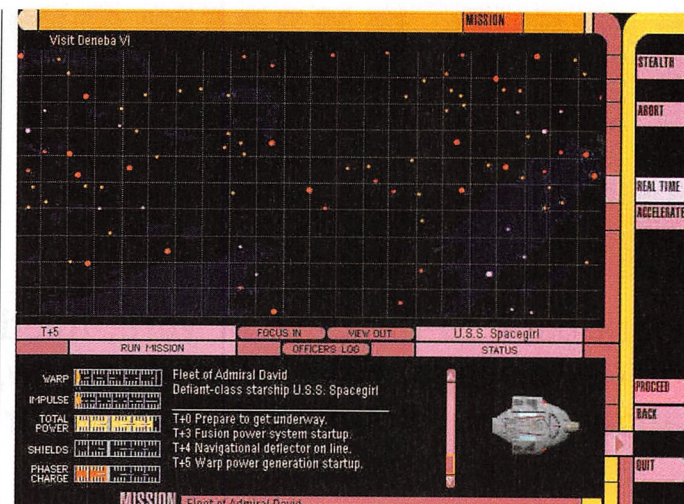 MISSION
Visit Deneba VI
STEALTH
ABORT
REAL TIME
ACCELERATE
T+5
FOCUS IN
VIEW OUT
U.S.S. Spacegirl
RUN MISSION
OFFICER'S LOG
STATUS
WARP
IMPULSE
TOTAL POWER
SHIELDS
PHASER CHARGE
Fleet of Admiral David
Defiant-class starship U.S.S. Spacegirl
T+0 Prepare to get underway.
T+3 Fusion power system startup.
T+4 Navigational deflector on line.
T+5 Warp power generation startup.
PROCEED
BACK
QUIT
MISSION
Fleet of Admiral David